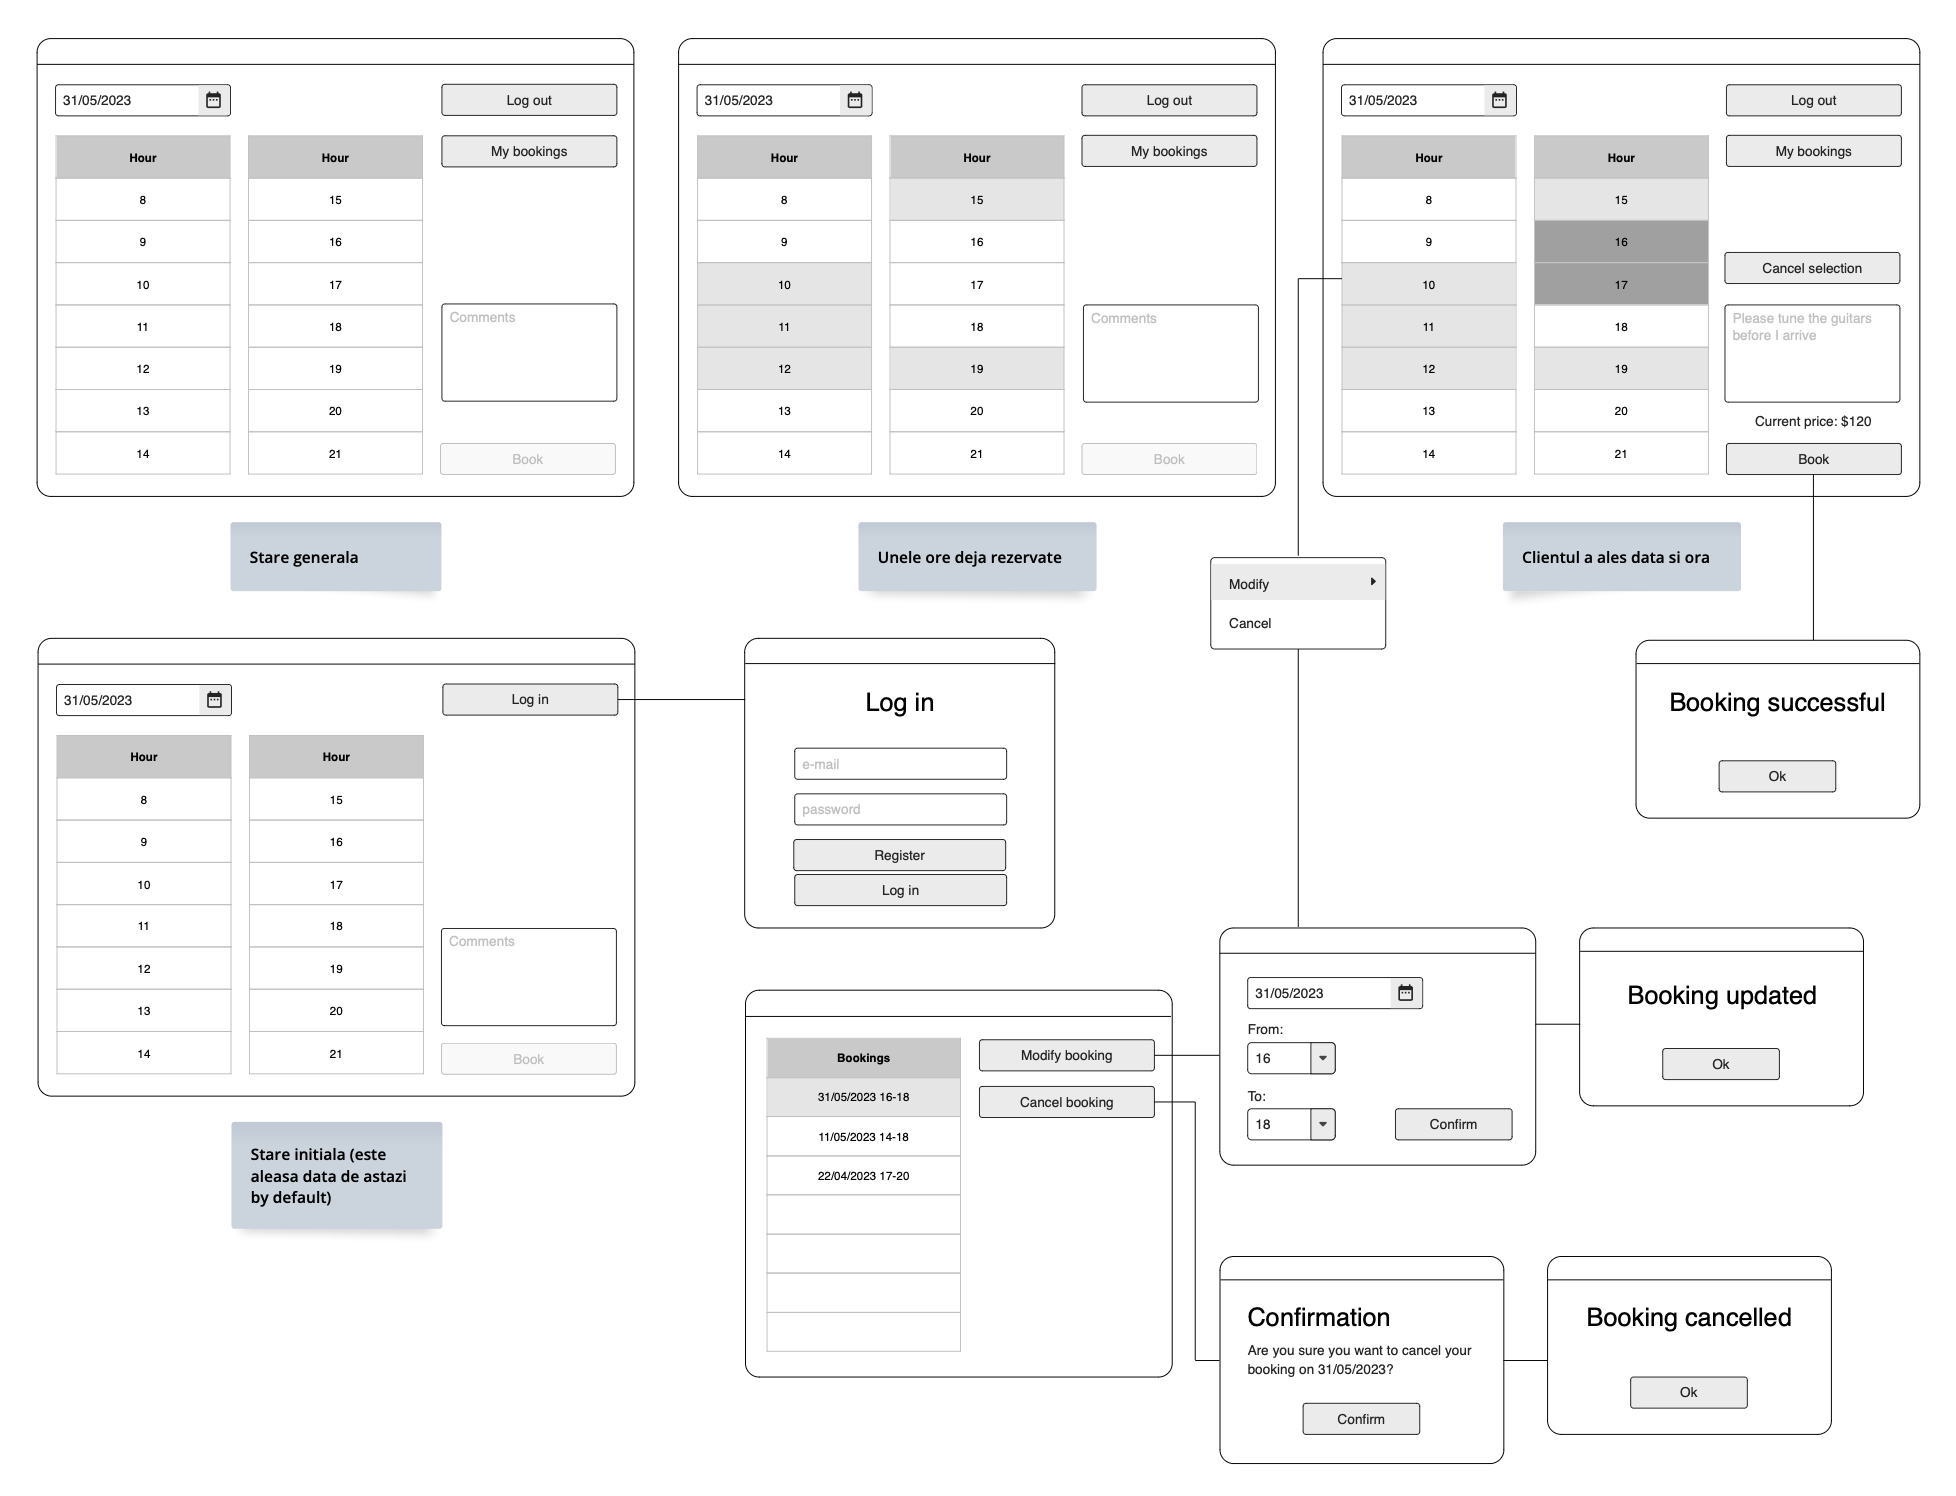 31/05/2023
Log out
Hour
Hour
My bookings
8
15
9
16
10
17
11
18
12
19
13
20
14
21
Comments
Book
Stare generala
31/05/2023
Log out
Hour
Hour
My bookings
8
15
9
16
10
17
11
18
12
19
13
20
14
21
Comments
Book
Unele ore deja rezervate
31/05/2023
Log out
Hour
Hour
My bookings
8
15
9
16
10
17
11
18
12
19
13
20
14
21
Cancel selection
Please tune the guitars
before I arrive
Current price: $120
Book
Clientul a ales data si ora
Modify
Cancel
Booking successful
Ok
31/05/2023
Log in
Hour
Hour
8
15
9
16
10
17
11
18
12
19
13
20
14
21
Comments
Book
Stare initiala (este
aleasa data de astazi
by default)
Log in
e-mail
password
Register
Log in
Bookings
31/05/2023 16-18
11/05/2023 14-18
22/04/2023 17-20
Modify booking
Cancel booking
31/05/2023
From:
16
To:
18
Confirm
Booking updated
Ok
Confirmation
Are you sure you want to cancel your
booking on 31/05/2023?
Confirm
Booking cancelled
Ok